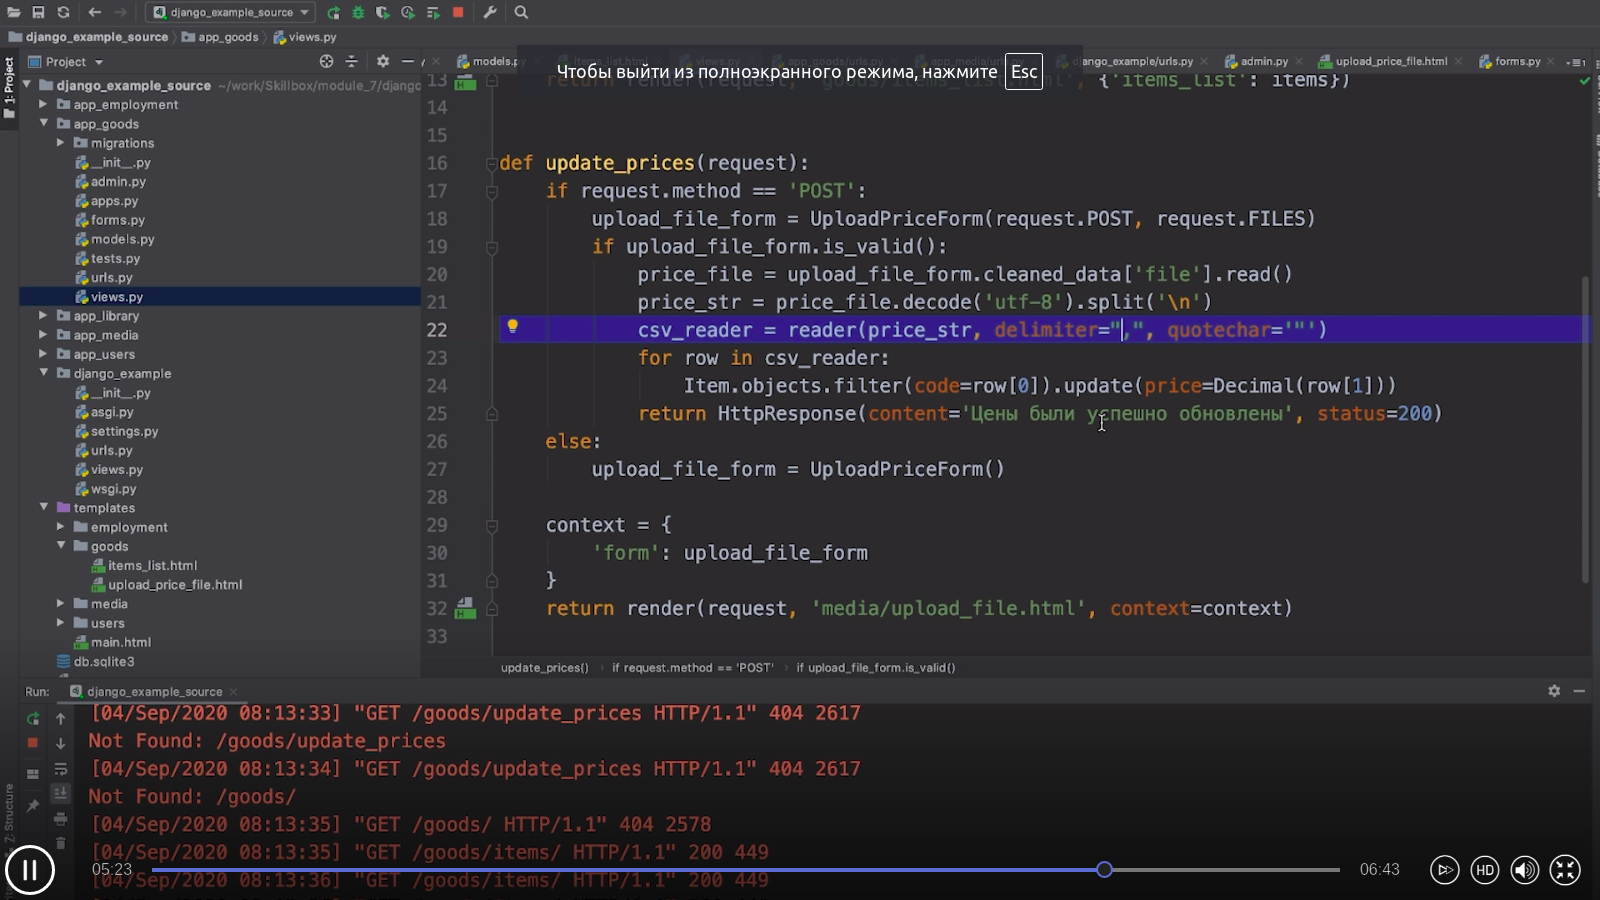 django_example_source
django_example_source app_goods views.py
Project
models.py
django_example/urls.py admin.py upload_price_file.html forms.py
Чтобы выйти из полноэкранного режима, нажмите Esc
1: Project
django_example_source ~/work/Skillbox/module_7/django
app_employment
app_goods
migrations
__init__.py
admin.py
apps.py
forms.py
models.py
tests.py
urls.py
views.py
app_library
app_media
app_users
django_example
__init__.py
asgi.py
settings.py
urls.py
views.py
wsgi.py
templates
employment
goods
items_list.html
upload_price_file.html
media
users
main.html
db.sqlite3
13 return render(request, 'goods/items_list.html', {'items_list': items})
14
15
16 def update_prices(request):
17 if request.method == 'POST':
18 upload_file_form = UploadPriceForm(request.POST, request.FILES)
19 if upload_file_form.is_valid():
20 price_file = upload_file_form.cleaned_data['file'].read()
21 price_str = price_file.decode('utf-8').split('\n')
22 csv_reader = reader(price_str, delimiter=",", quotechar='"')
23 for row in csv_reader:
24 Item.objects.filter(code=row[0]).update(price=Decimal(row[1]))
25 return HttpResponse(content='Цены были успешно обновлены', status=200)
26 else:
27 upload_file_form = UploadPriceForm()
28
29 context = {
30 'form': upload_file_form
31 }
32 return render(request, 'media/upload_file.html', context=context)
33
update_prices() if request.method == 'POST' if upload_file_form.is_valid()
Run: django_example_source
[04/Sep/2020 08:13:33] "GET /goods/update_prices HTTP/1.1" 404 2617
Not Found: /goods/update_prices
[04/Sep/2020 08:13:34] "GET /goods/update_prices HTTP/1.1" 404 2617
Not Found: /goods/
[04/Sep/2020 08:13:35] "GET /goods/ HTTP/1.1" 404 2578
[04/Sep/2020 08:13:35] "GET /goods/items/ HTTP/1.1" 200 449
[04/Sep/2020 08:13:36] "GET /goods/items/ HTTP/1.1" 200 449
Z: Structure
05:23
06:43
HD